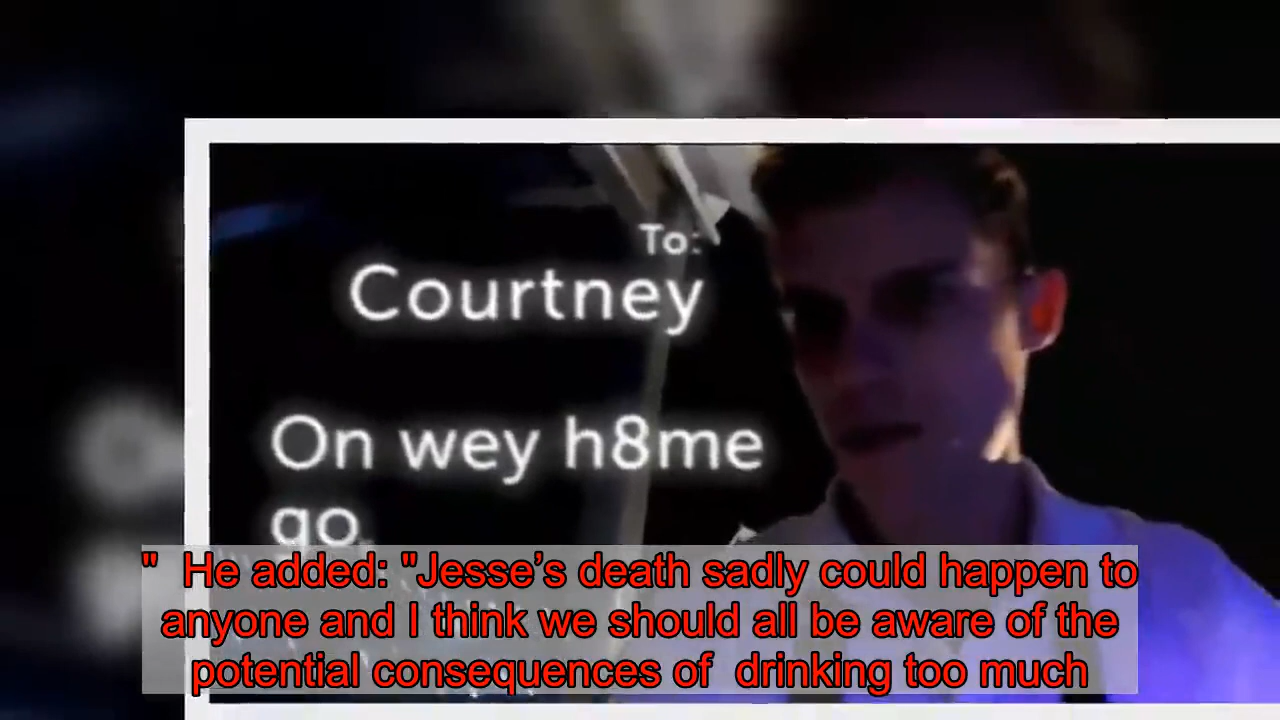 To:
Courtney
On wey h8me
go.
" He added: "Jesse’s death sadly could happen to
anyone and I think we should all be aware of the
potential consequences of drinking too much